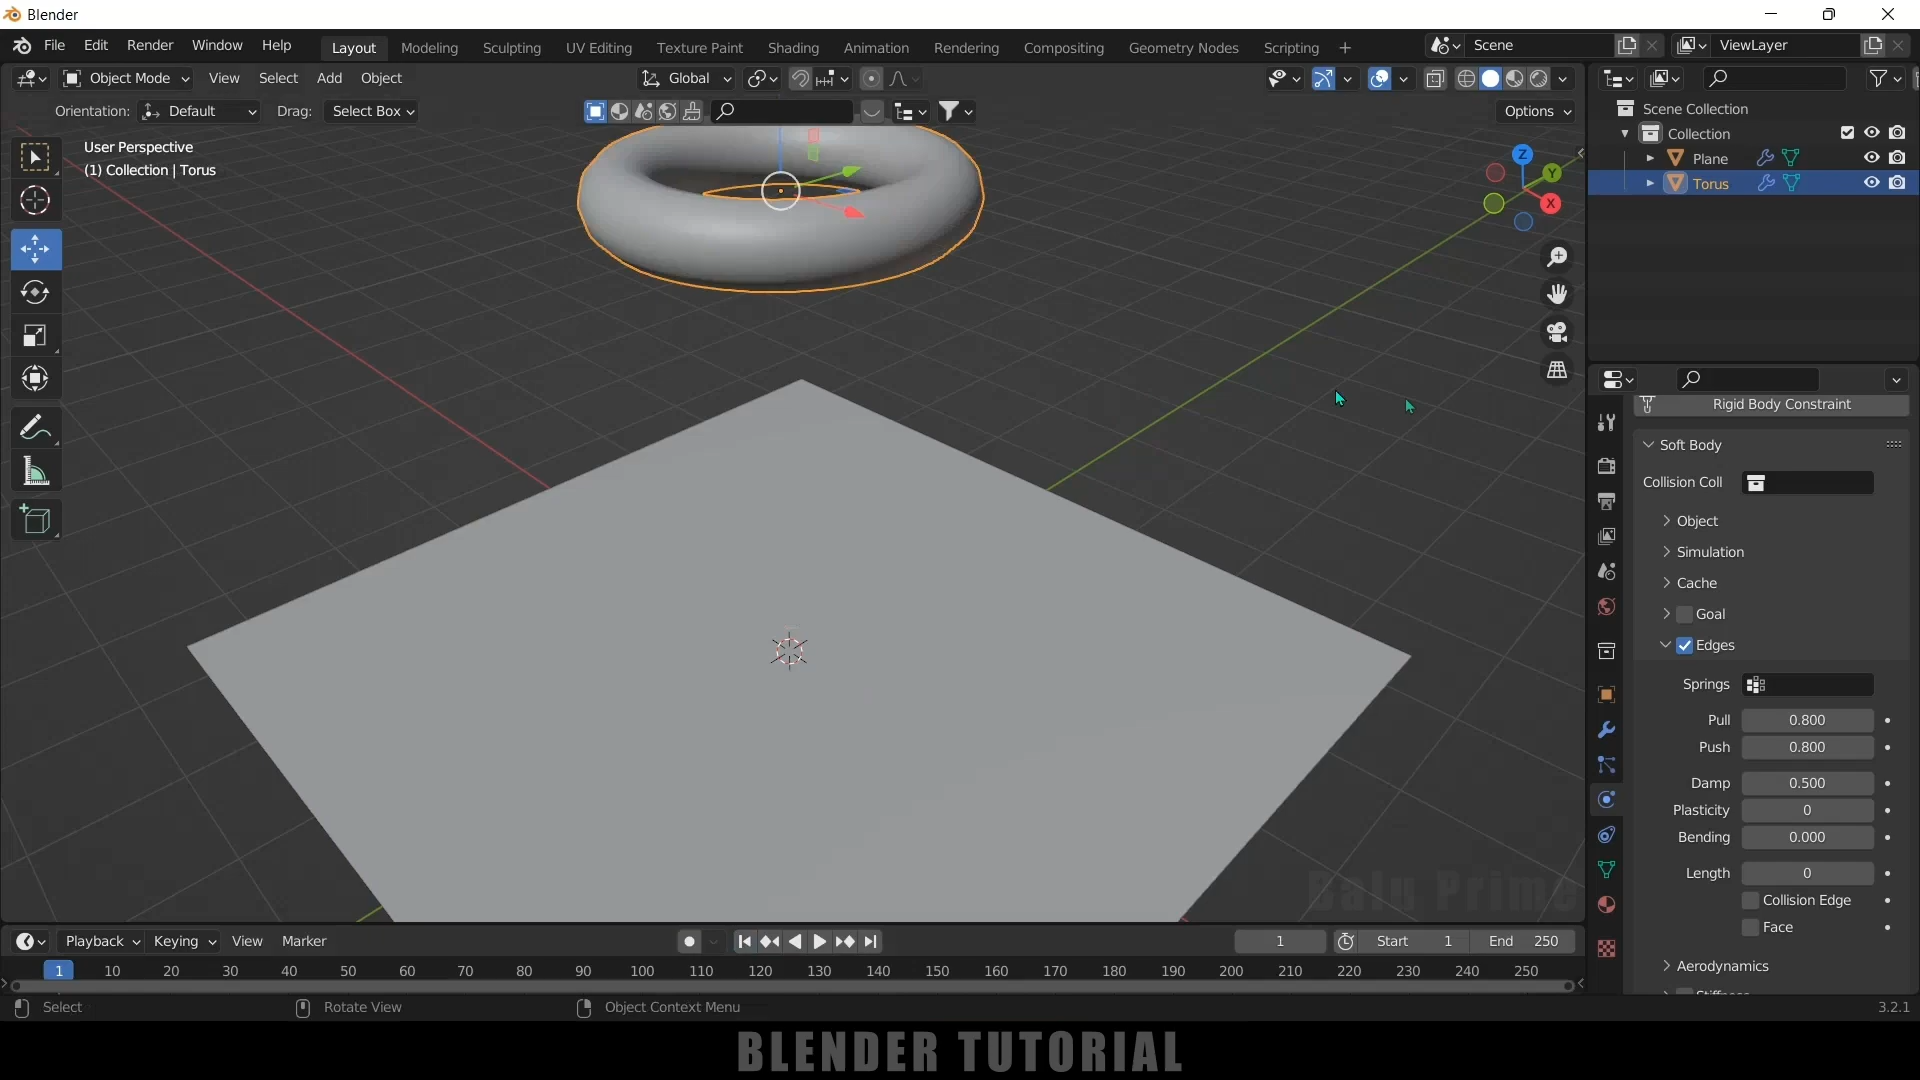 Blender
File Edit Render Window Help Layout Modeling Sculpting UV Editing Texture Paint Shading Animation Rendering Compositing Geometry Nodes Scripting + Scene ViewLayer
Object Mode View Select Add Object Global
Orientation: Default Drag: Select Box Options
User Perspective
(1) Collection | Torus
Z
Y
X
Scene Collection
Collection
Plane
Torus
Rigid Body Constraint
Soft Body
Collision Coll
Object
Simulation
Cache
Goal
Edges
Springs
Pull 0.800
Push 0.800
Damp 0.500
Plasticity 0
Bending 0.000
Length 0
Collision Edge
Face
Aerodynamics
Stiffness
Balu Prime
Playback Keying View Marker 1 Start 1 End 250
1 10 20 30 40 50 60 70 80 90 100 110 120 130 140 150 160 170 180 190 200 210 220 230 240 250
Select Rotate View Object Context Menu 3.2.1
BLENDER TUTORIAL